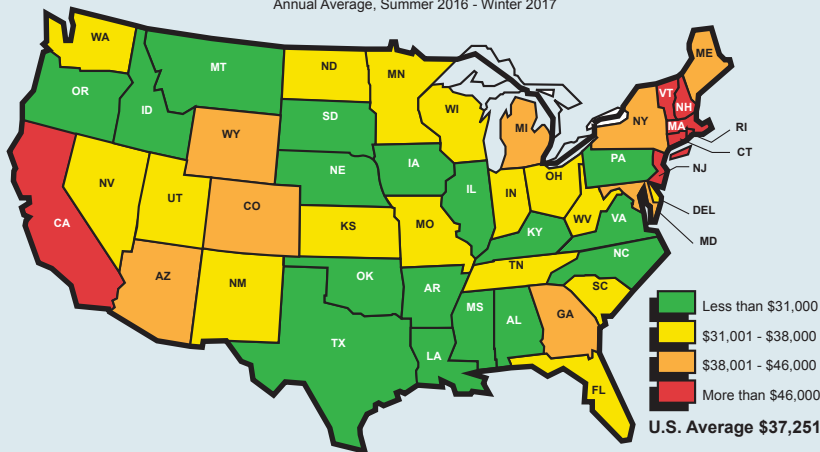 Annual Average, Summer 2016 - Winter 2017
WA
OR
ID
MT
ND
MN
WI
MI
NY
VT
NH
ME
MA
RI
CT
NJ
PA
SD
WY
NE
IA
IL
IN
OH
WV
VA
DEL
MD
NV
UT
CO
KS
MO
KY
NC
CA
AZ
NM
OK
AR
TN
SC
TX
LA
MS
AL
GA
FL
Less than $31,000
$31,001 - $38,000
$38,001 - $46,000
More than $46,000
U.S. Average $37,251